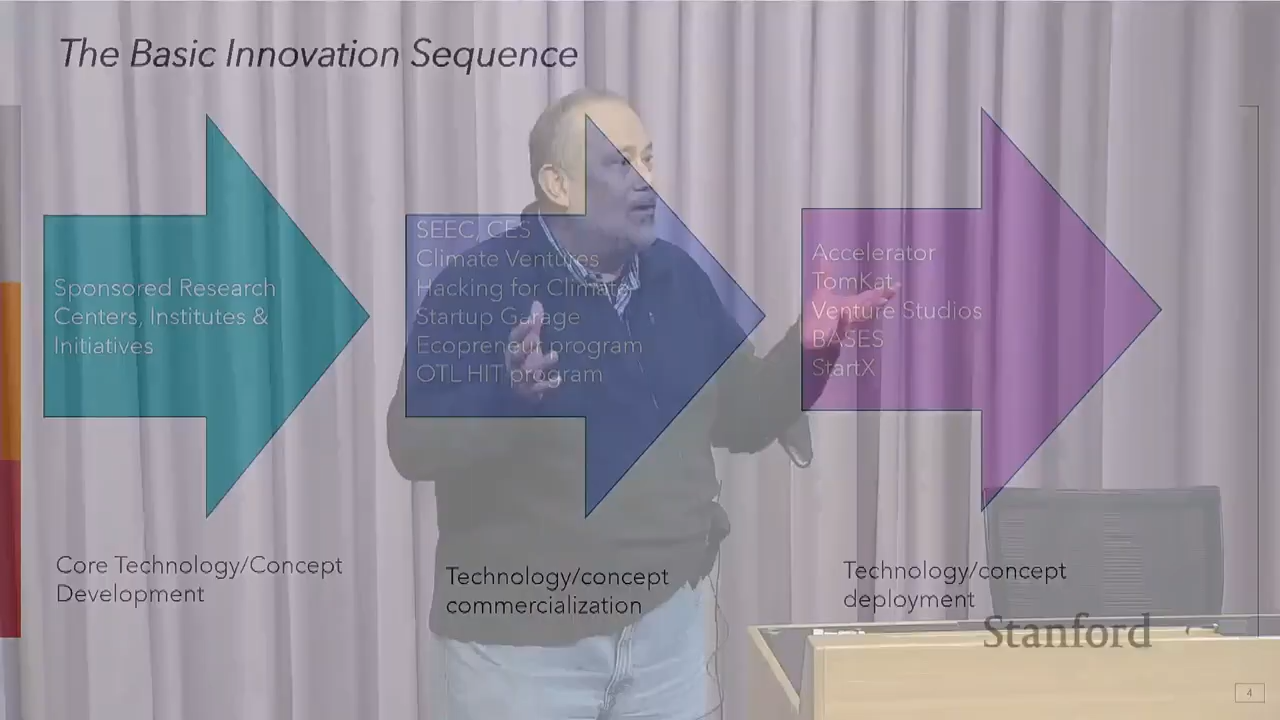 The Basic Innovation Sequence
Sponsored Research
Centers, Institutes &
Initiatives
SEEC, CES
Climate Ventures
Hacking for Climate
Startup Garage
Ecopreneur program
OTL HIT program
Accelerator
TomKat
Venture Studios
BASES
StartX
Core Technology/Concept
Development
Technology/concept
commercialization
Technology/concept
deployment
Stanford
4